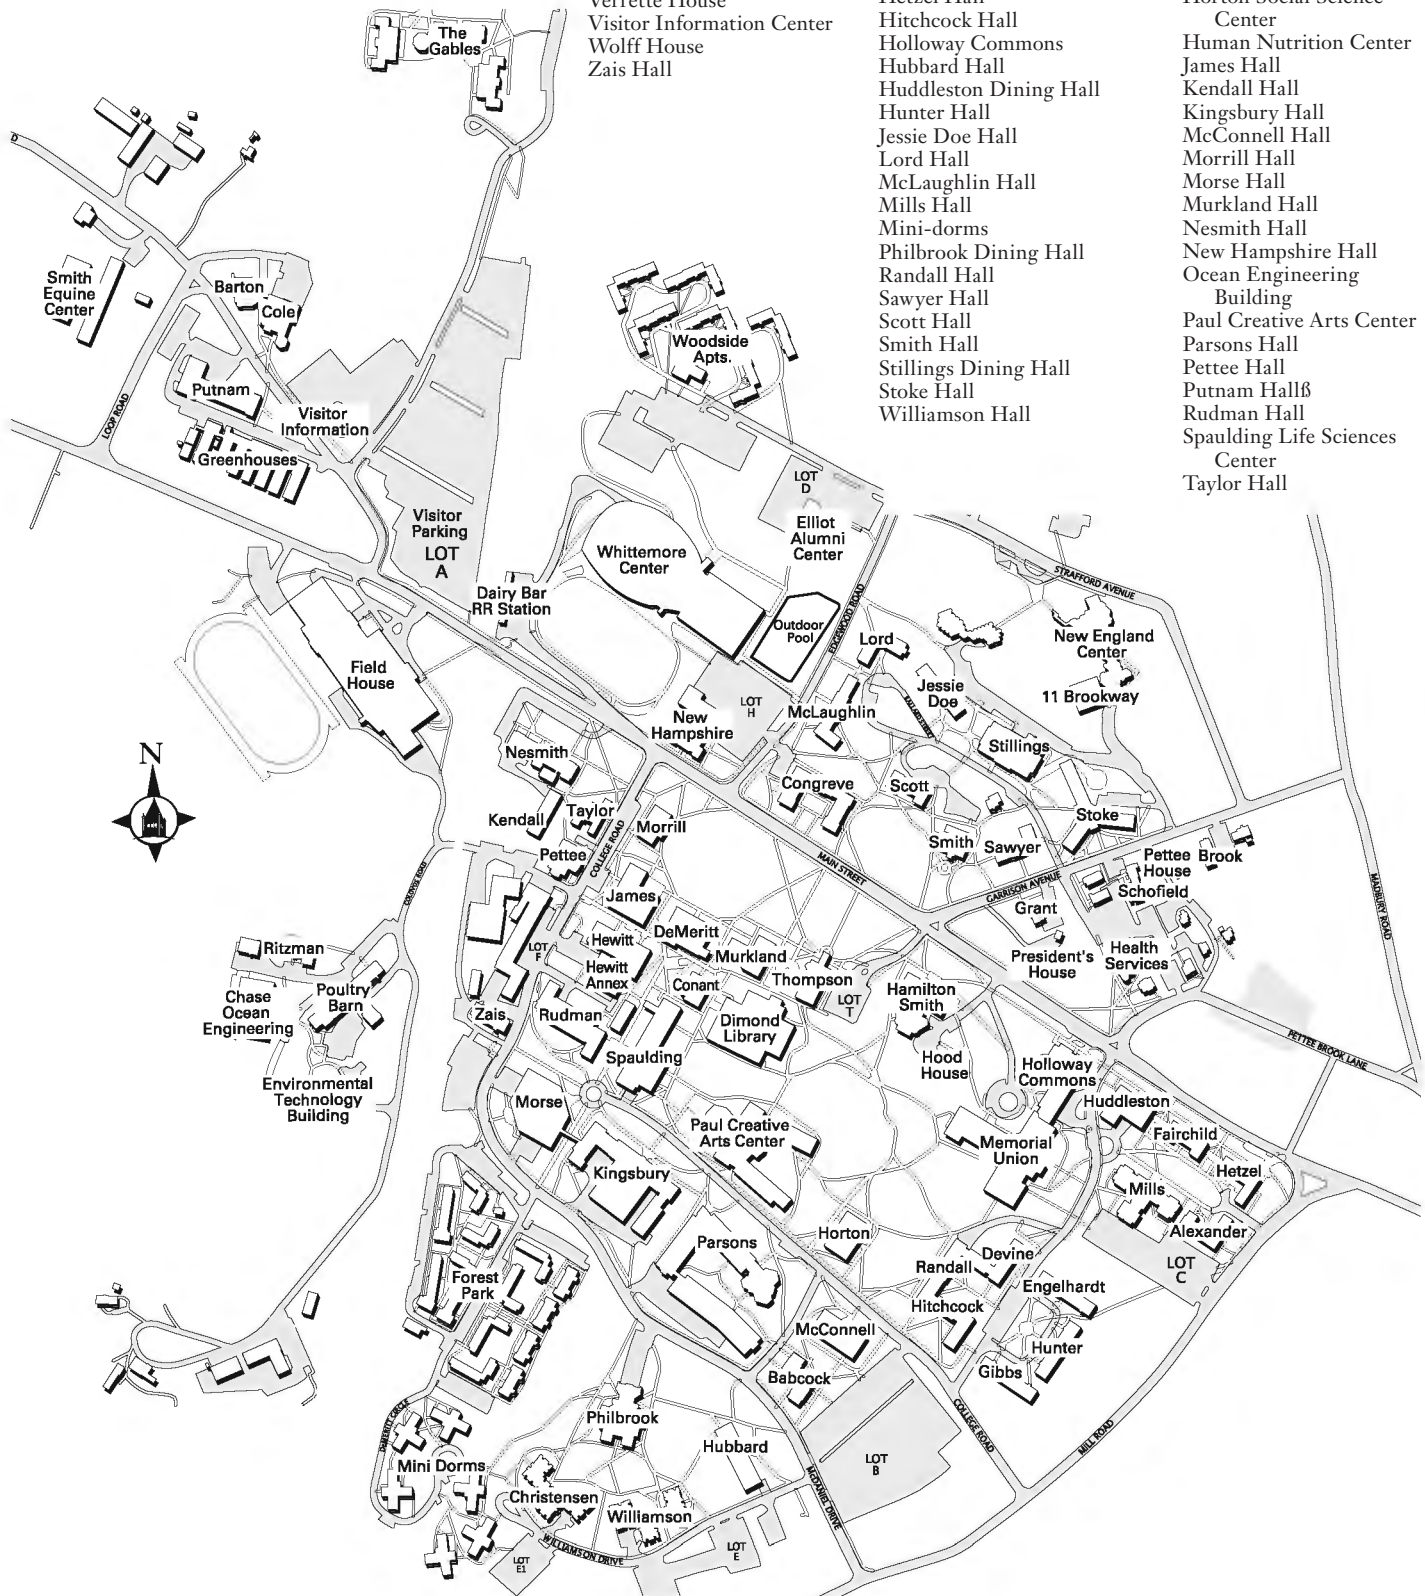 Verrette House
Visitor Information Center
Wolff House
Zais Hall
Hetzel Hall
Hitchcock Hall
Holloway Commons
Hubbard Hall
Huddleston Dining Hall
Hunter Hall
Jessie Doe Hall
Lord Hall
McLaughlin Hall
Mills Hall
Mini-dorms
Philbrook Dining Hall
Randall Hall
Sawyer Hall
Scott Hall
Smith Hall
Stillings Dining Hall
Stoke Hall
Williamson Hall
Horton Social Science
Center
Human Nutrition Center
James Hall
Kendall Hall
Kingsbury Hall
McConnell Hall
Morrill Hall
Morse Hall
Murkland Hall
Nesmith Hall
New Hampshire Hall
Ocean Engineering
Building
Paul Creative Arts Center
Parsons Hall
Pettee Hall
Putnam Hallß
Rudman Hall
Spaulding Life Sciences
Center
Taylor Hall
The
Gables
D
Smith
Equine
Center
Barton
Cole
Putnam
LOOP ROAD
Visitor
Information
Greenhouses
Woodside
Apts.
Visitor
Parking
LOT
A
LOT
D
Elliot
Alumni
Center
Whittemore
Center
Dairy Bar
RR Station
Outdoor
Pool
EDGEWOOD ROAD
STRAFFORD AVENUE
Lord
New England
Center
Field
House
Jessie
Doe
11 Brookway
LOT
H
McLaughlin
BALLARD STREET
New
Hampshire
Stillings
N
Nesmith
Congreve
Scott
Kendall
Taylor
Morrill
Stoke
Smith
Sawyer
Pettee
COLLEGE ROAD
MAIN STREET
GARRISON AVENUE
Pettee
House
Brook
Schofield
COLOVOS ROAD
MADBURY ROAD
James
Grant
Ritzman
LOT
F
Hewitt
DeMeritt
Murkland
President's
House
Health
Services
Hewitt
Annex
Conant
Thompson
LOT
T
Hamilton
Smith
Chase
Ocean
Engineering
Poultry
Barn
Zais
Rudman
Dimond
Library
PETTEE BROOK LANE
Spaulding
Hood
House
Holloway
Commons
Environmental
Technology
Building
Morse
Huddleston
Paul Creative
Arts Center
Memorial
Union
Fairchild
Kingsbury
Hetzel
Mills
Parsons
Horton
Alexander
Devine
Randall
LOT
C
Forest
Park
Engelhardt
Hitchcock
McConnell
Hunter
Gibbs
Babcock
DEMERITT CIRCLE
Philbrook
COLLEGE ROAD
MILL ROAD
Hubbard
LOT
B
Mini Dorms
McDANIEL DRIVE
Christensen
Williamson
WILLIAMSON DRIVE
LOT
E1
LOT
E